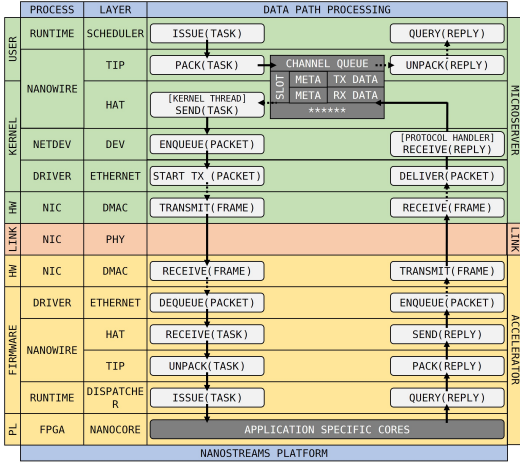 PROCESS LAYER DATA PATH PROCESSING
USER
RUNTIME SCHEDULER ISSUE(TASK) QUERY(REPLY)
NANOWIRE TIP PACK(TASK) UNPACK(REPLY)
CHANNEL QUEUE
SLOT
META TX DATA
META RX DATA
******
KERNEL
HAT [KERNEL THREAD]
SEND(TASK)
NETDEV DEV ENQUEUE(PACKET) [PROTOCOL HANDLER]
RECEIVE(REPLY)
DRIVER ETHERNET START TX (PACKET) DELIVER(PACKET)
HW NIC DMAC TRANSMIT(FRAME) RECEIVE(FRAME)
MICROSERVER
LINK NIC PHY LINK
HW NIC DMAC RECEIVE(FRAME) TRANSMIT(FRAME)
FIRMWARE
DRIVER ETHERNET DEQUEUE(PACKET) ENQUEUE(PACKET)
NANOWIRE HAT RECEIVE(TASK) SEND(REPLY)
TIP UNPACK(TASK) PACK(REPLY)
RUNTIME DISPATCHE
R ISSUE(TASK) QUERY(REPLY)
PL FPGA NANOCORE APPLICATION SPECIFIC CORES
ACCELERATOR
NANOSTREAMS PLATFORM